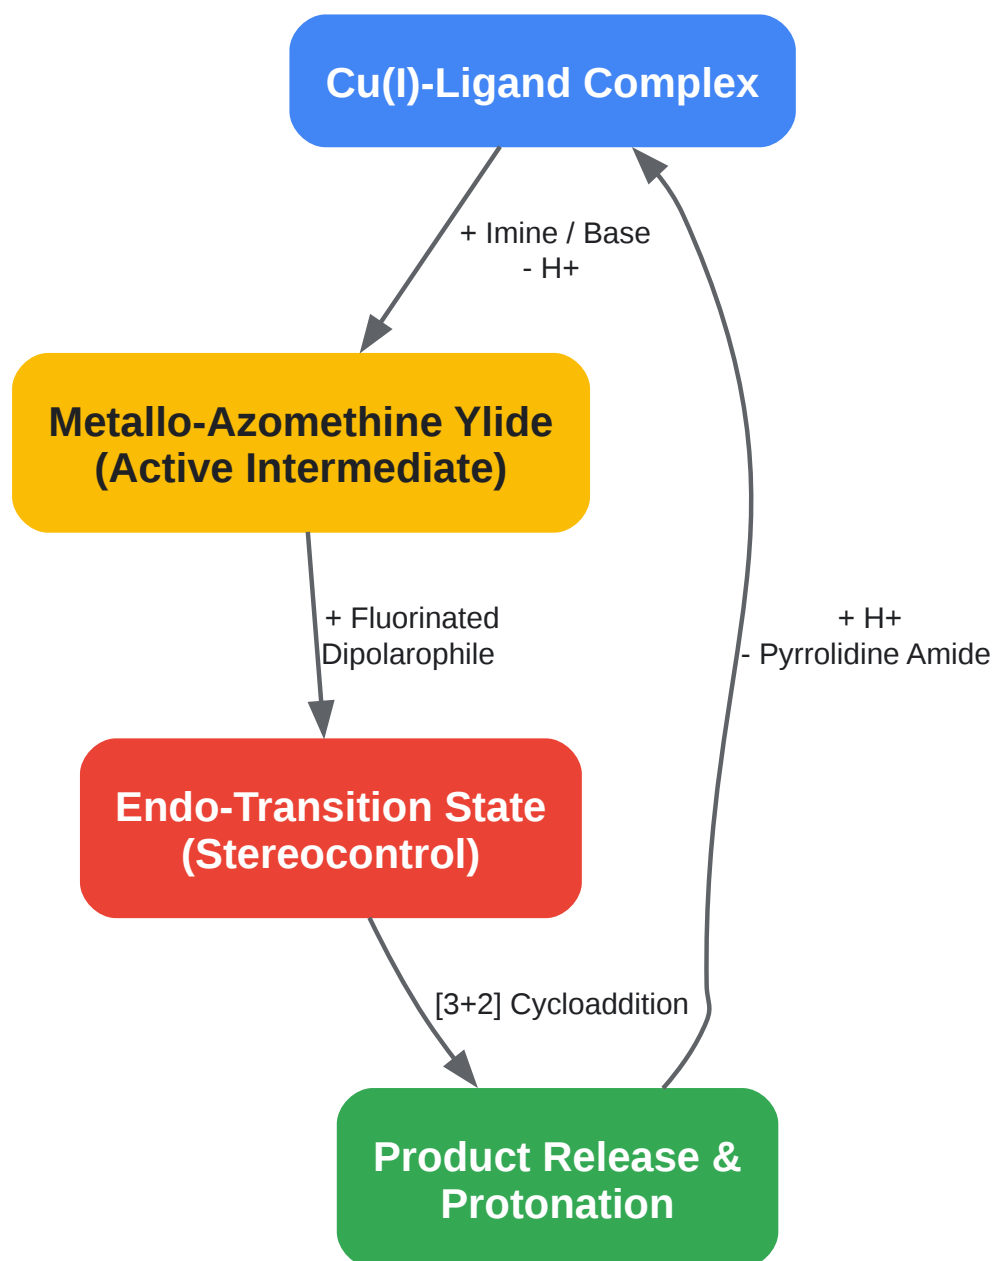 Cu(I)-Ligand Complex
+ Imine / Base
- H+
Metallo-Azomethine Ylide
(Active Intermediate)
+ Fluorinated
Dipolarophile
+ H+
- Pyrrolidine Amide
Endo-Transition State
(Stereocontrol)
[3+2] Cycloaddition
Product Release &
Protonation